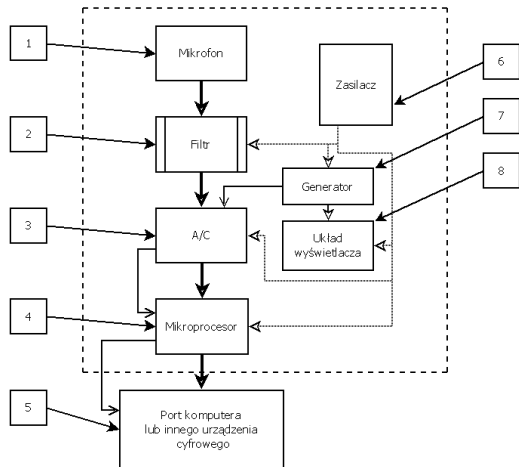 1
Mikrofon
6
Zasilacz
7
2
Filtr
8
Generator
3
A/C
Układ
wyświetlacza
4
Mikroprocesor
5
Port komputera
lub innego urządzenia
cyfrowego